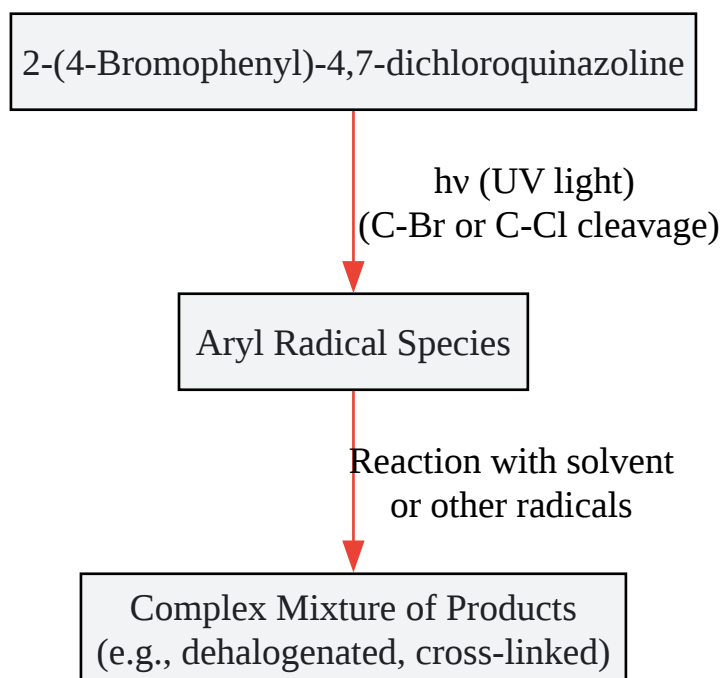 2-(4-Bromophenyl)-4,7-dichloroquinazoline
hν (UV light)
(C-Br or C-Cl cleavage)
Aryl Radical Species
Reaction with solvent
or other radicals
Complex Mixture of Products
(e.g., dehalogenated, cross-linked)